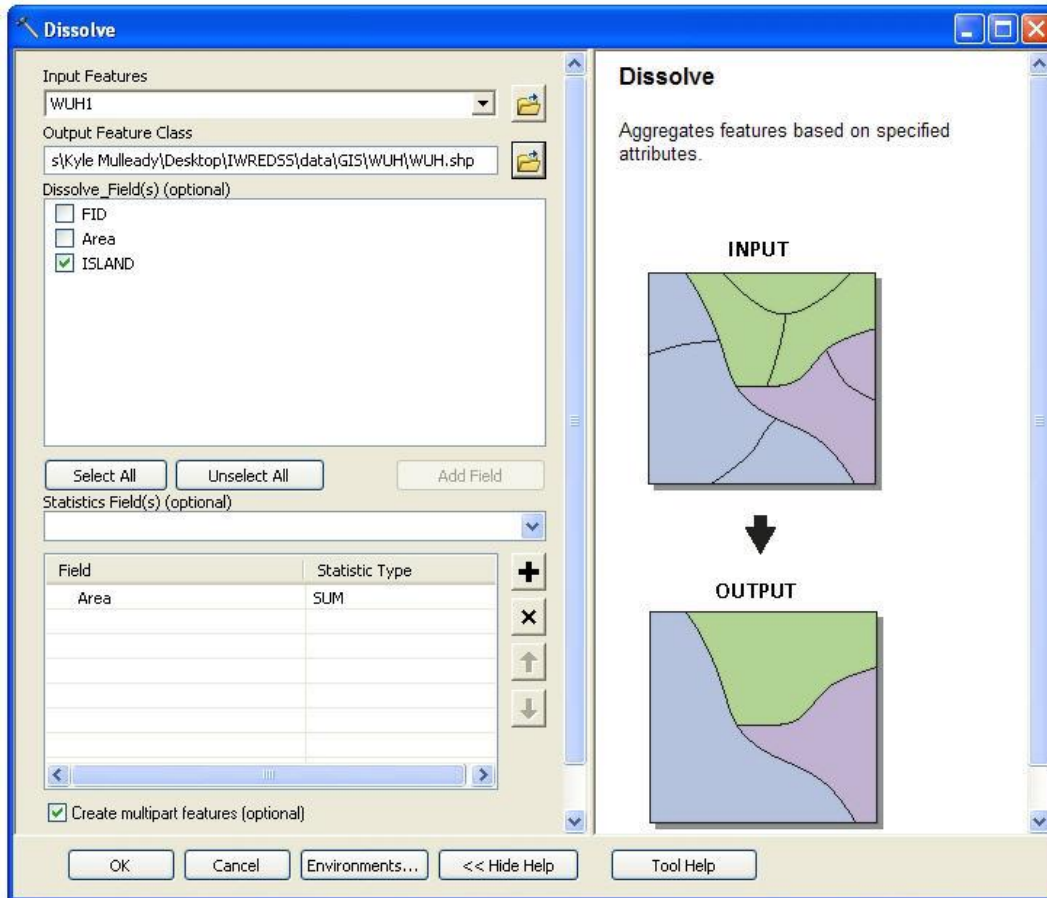 Dissolve
Input Features
WUH1
Output Feature Class
s\Kyle Mulleady\Desktop\IWREDSS\data\GIS\WUH\WUH.shp
Dissolve_Field(s) (optional)
FID
Area
ISLAND
Select All
Unselect All
Add Field
Statistics Field(s) (optional)
Field Statistic Type
Area SUM
Create multipart features (optional)
OK
Cancel
Environments...
<< Hide Help
Tool Help
Dissolve
Aggregates features based on specified
attributes.
INPUT
OUTPUT